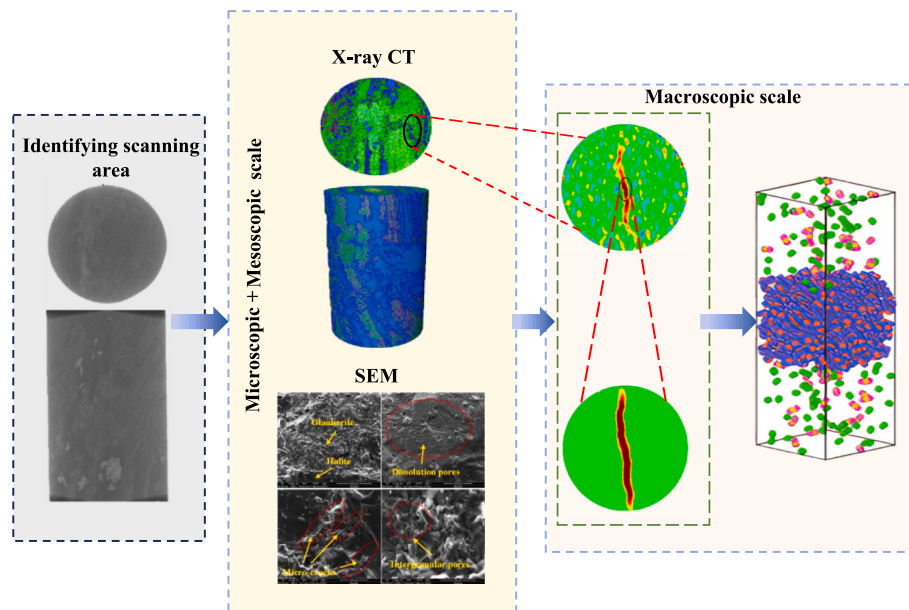 Identifying scanning
area
Microscopic + Mesoscopic scale
X-ray CT
SEM
Glauberite
Halite
Dissolution pores
Micro cracks
Intergranular pores
Macroscopic scale